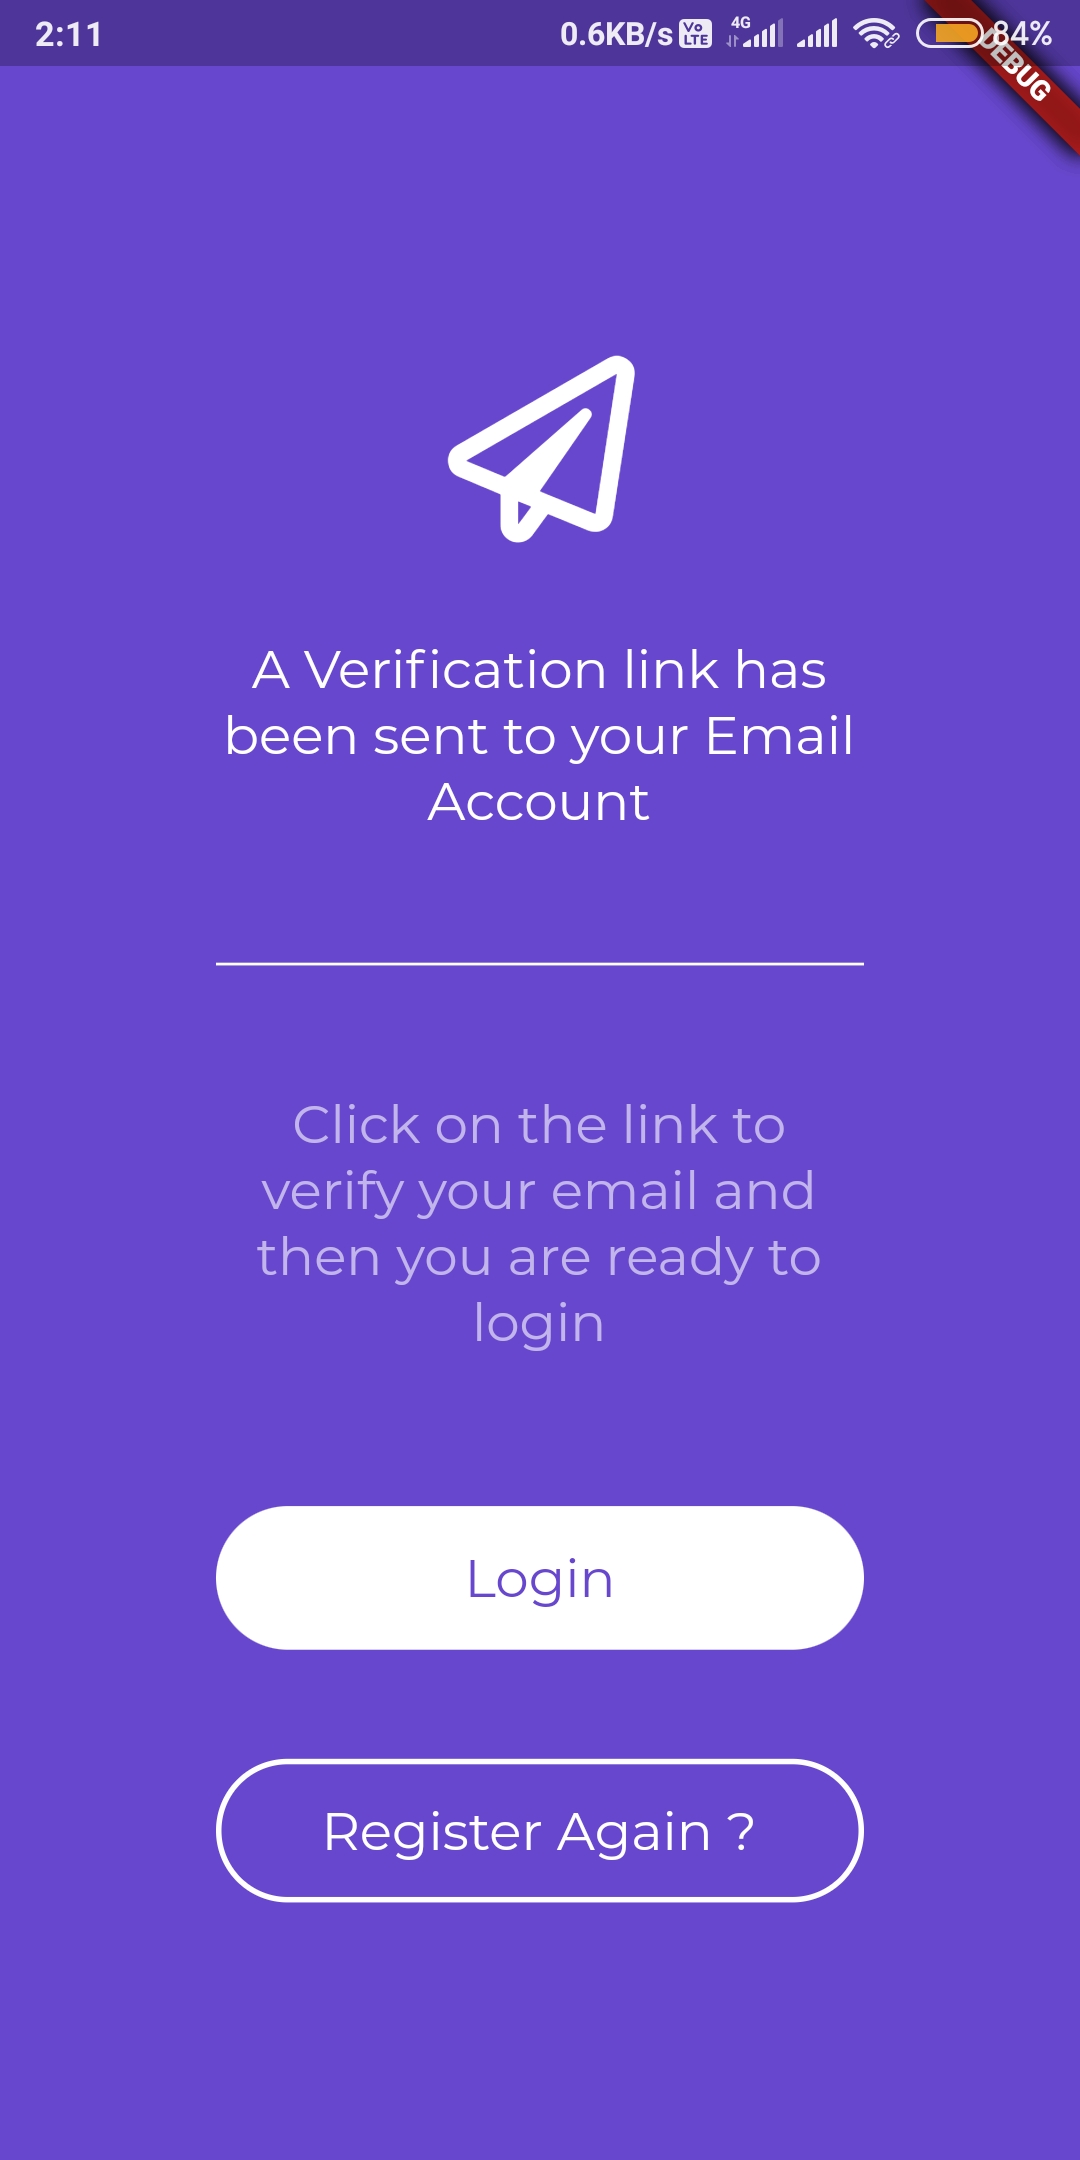 2:11
0.6KB/s Vo LTE 4G 84%
DEBUG
A Verification link has
been sent to your Email
Account
Click on the link to
verify your email and
then you are ready to
login
Login
Register Again ?